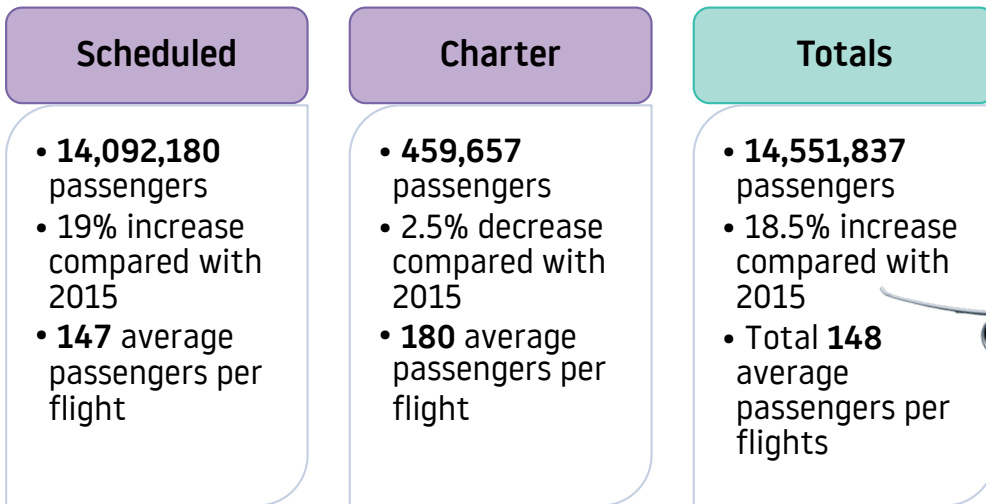 Scheduled
• 14,092,180
passengers
• 19% increase
compared with
2015
• 147 average
passengers per
flight
Charter
• 459,657
passengers
• 2.5% decrease
compared with
2015
• 180 average
passengers per
flight
Totals
• 14,551,837
passengers
• 18.5% increase
compared with
2015
• Total 148
average
passengers per
flights